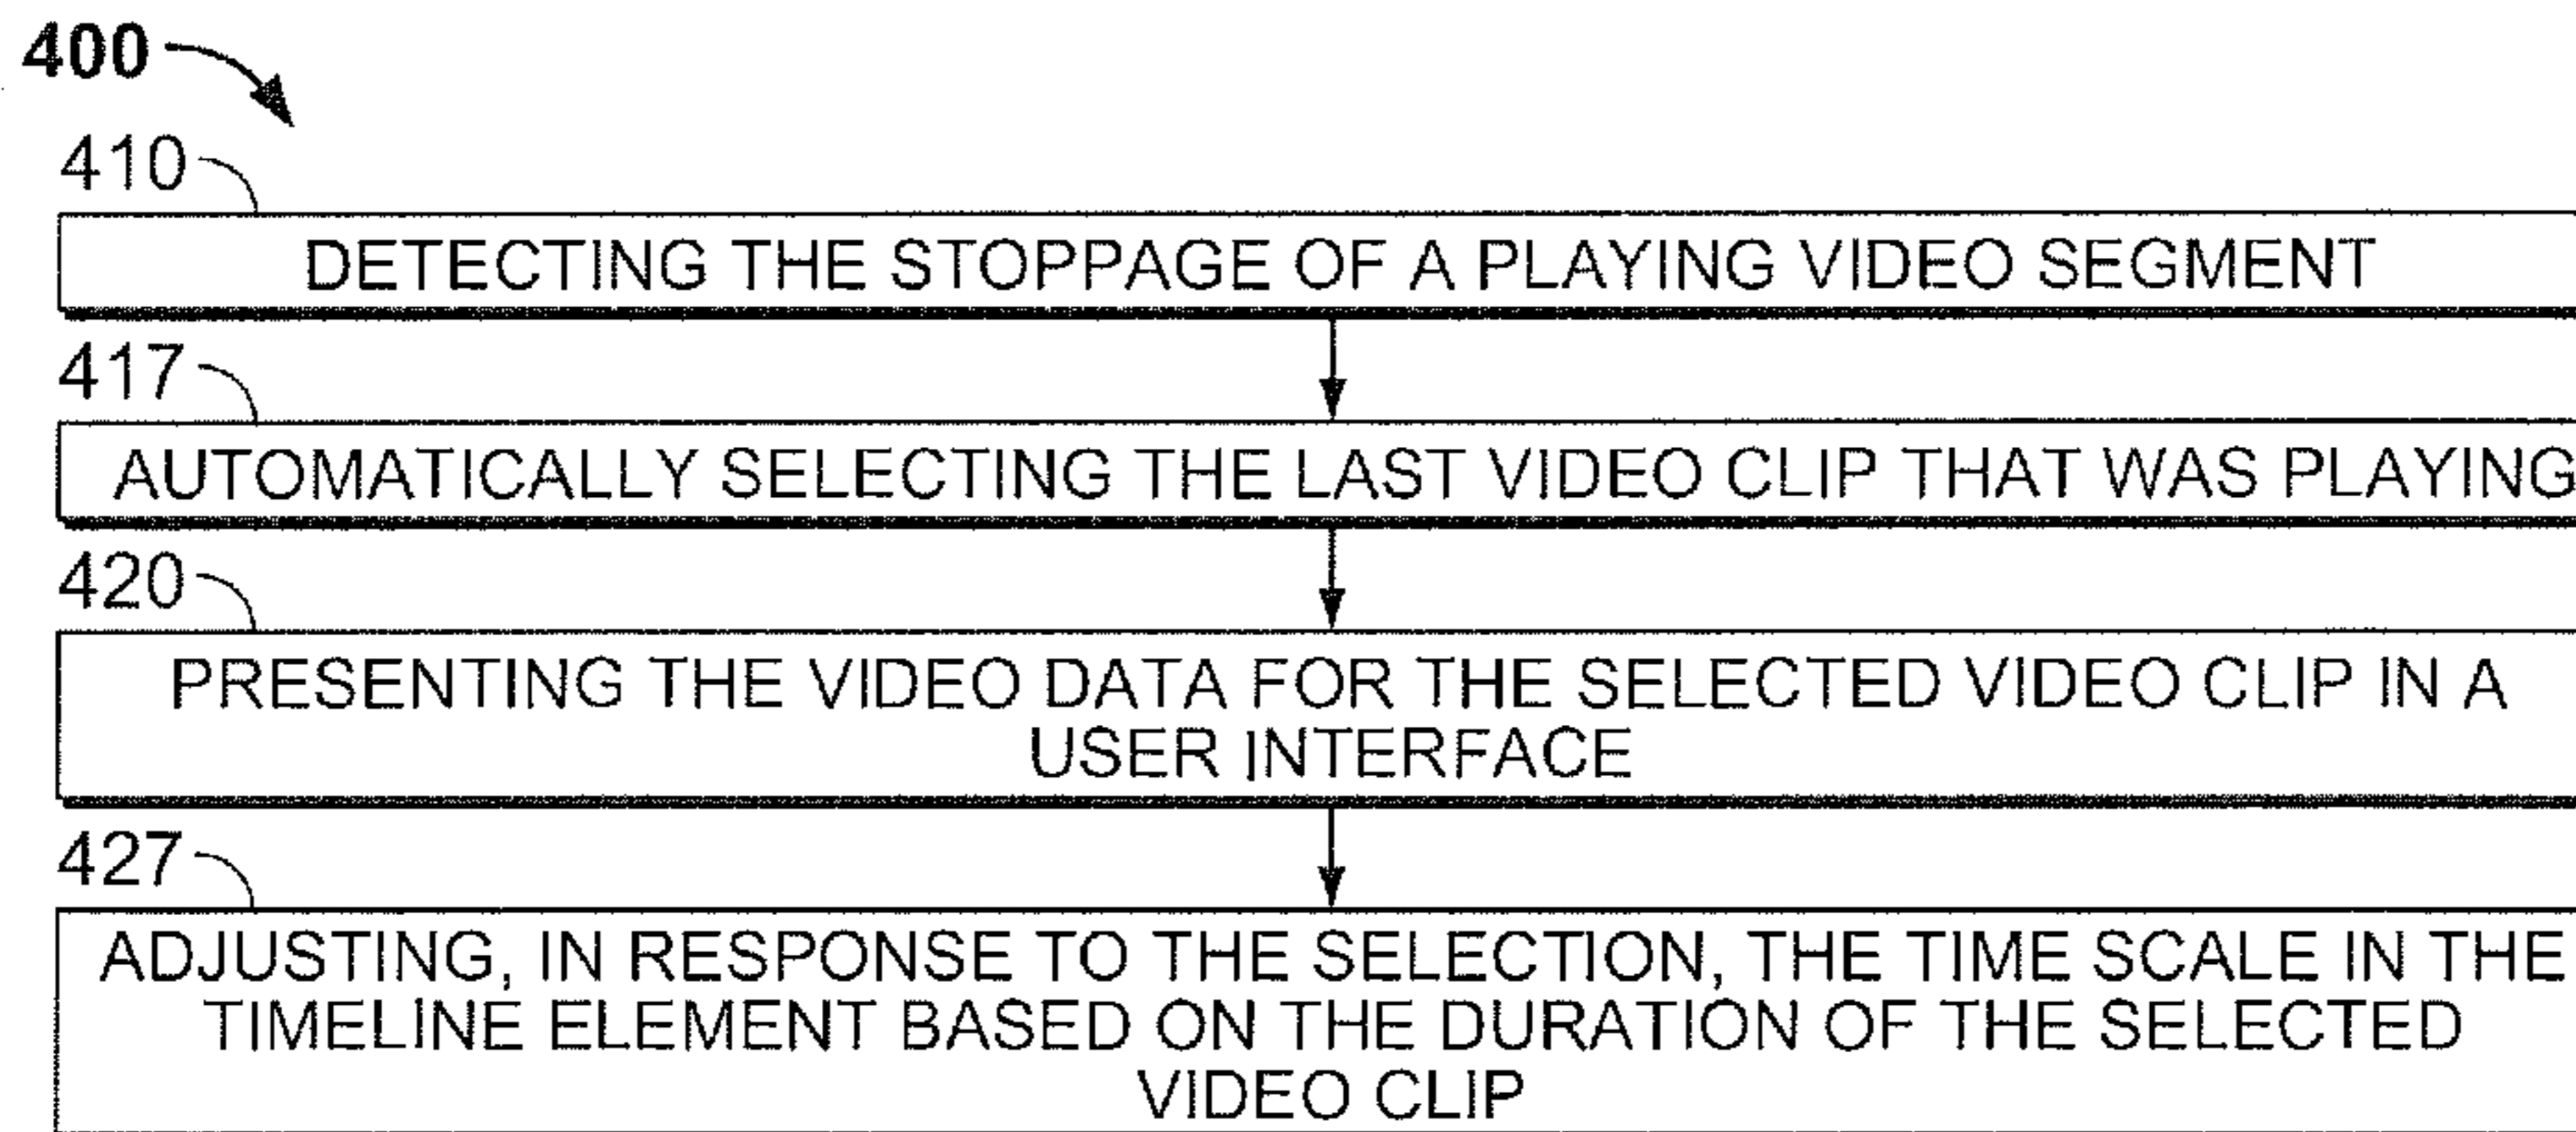 400
410
DETECTING THE STOPPAGE OF A PLAYING VIDEO SEGMENT
417
AUTOMATICALLY SELECTING THE LAST VIDEO CLIP THAT WAS PLAYING
420
PRESENTING THE VIDEO DATA FOR THE SELECTED VIDEO CLIP IN A
USER INTERFACE
427
ADJUSTING, IN RESPONSE TO THE SELECTION, THE TIME SCALE IN THE
TIMELINE ELEMENT BASED ON THE DURATION OF THE SELECTED
VIDEO CLIP